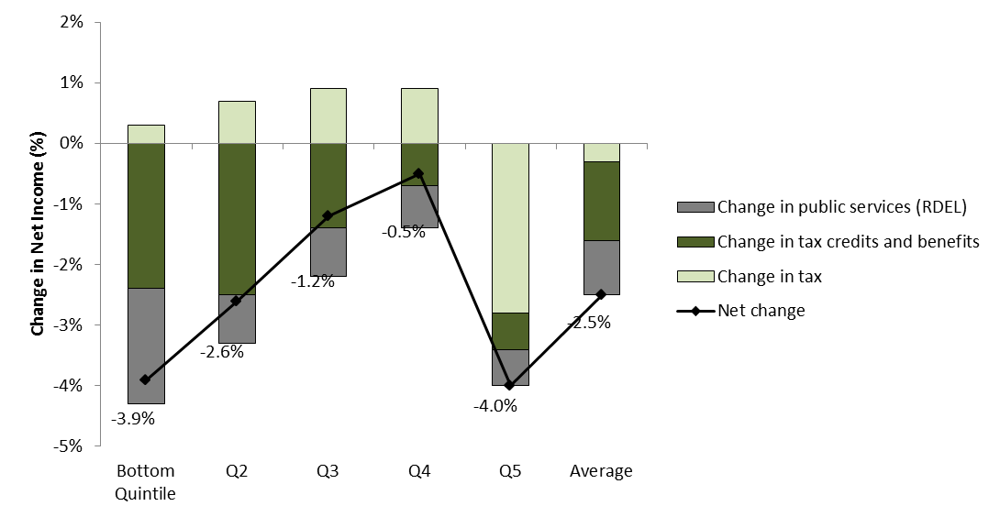 2%
1%
0%
-1%
-2%
-3%
-4%
-5%
Change in Net Income (%)
-3.9%
-2.6%
-1.2%
-0.5%
-4.0%
-2.5%
Bottom
Quintile
Q2
Q3
Q4
Q5
Average
Change in public services (RDEL)
Change in tax credits and benefits
Change in tax
Net change